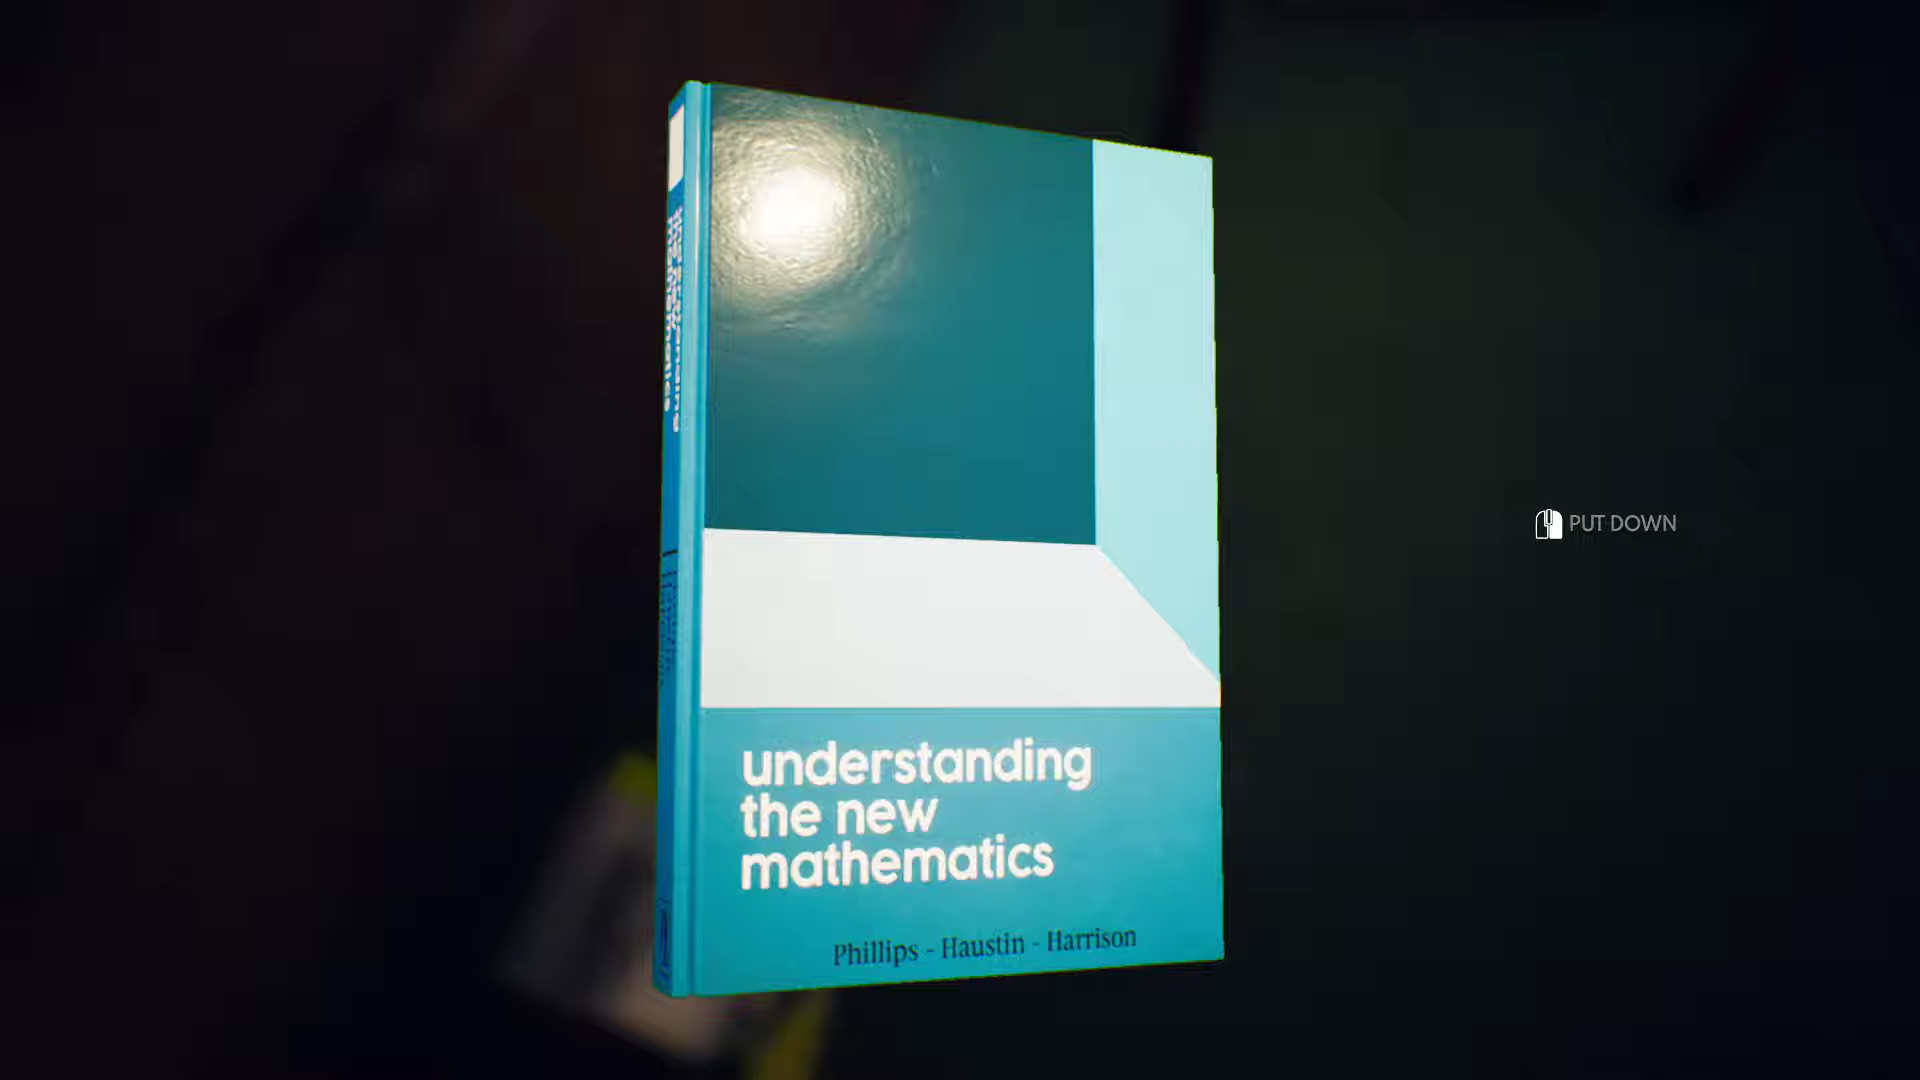 understanding
the new
mathematics
Phillips - Haustin - Harrison
PUT DOWN